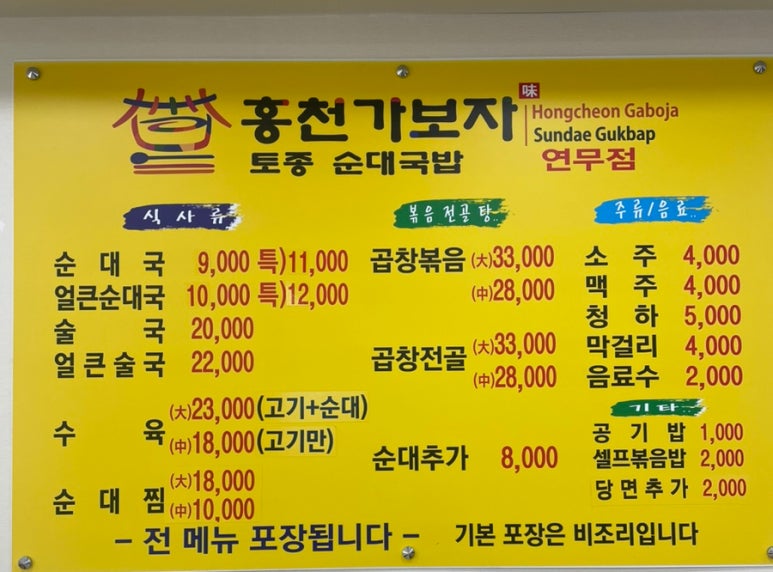 홍천가보자 味
Hongcheon Gaboja
Sundae Gukbap
토종 순대국밥 연무점
식사류
순대국 9,000 특)11,000
얼큰순대국 10,000 특)12,000
술국 20,000
얼큰술국 22,000
수육 (大)23,000(고기+순대)
(中)18,000(고기만)
순대찜 (大)18,000
(中)10,000
볶음전골탕
곱창볶음 (大)33,000
(中)28,000
곱창전골 (大)33,000
(中)28,000
순대추가 8,000
주류/음료
소주 4,000
맥주 4,000
청하 5,000
막걸리 4,000
음료수 2,000
기타
공기밥 1,000
셀프볶음밥 2,000
당면추가 2,000
– 전 메뉴 포장됩니다 – 기본 포장은 비조리입니다